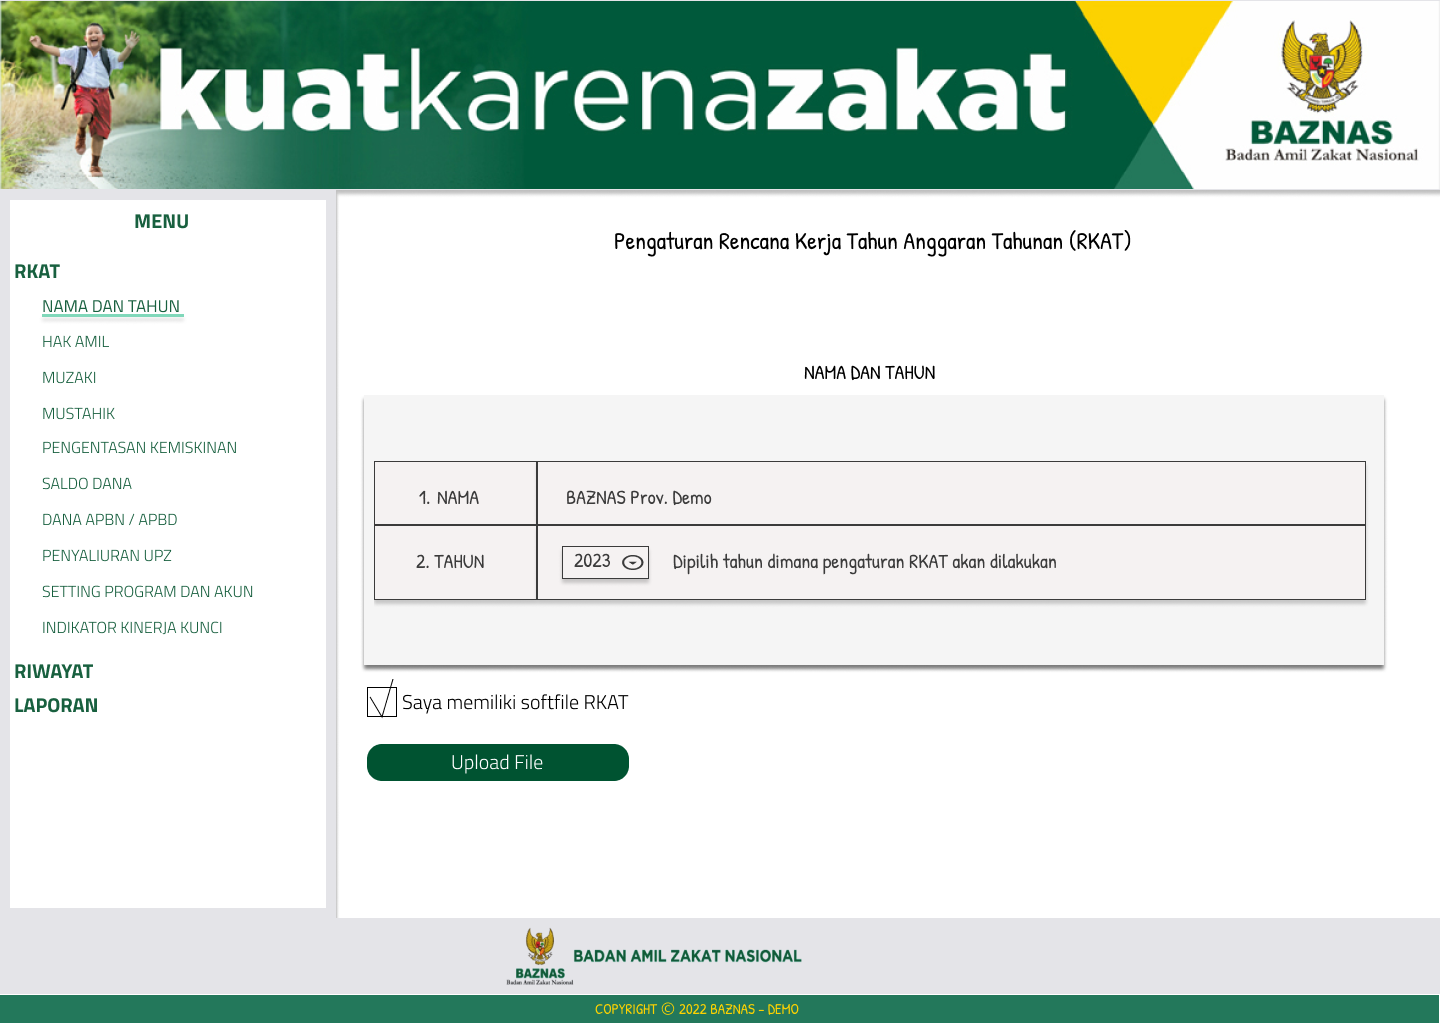 kuatkarenazakat
BAZNAS
Badan Amil Zakat Nasional
MENU
RKAT
NAMA DAN TAHUN
HAK AMIL
MUZAKI
MUSTAHIK
PENGENTASAN KEMISKINAN
SALDO DANA
DANA APBN / APBD
PENYALIURAN UPZ
SETTING PROGRAM DAN AKUN
INDIKATOR KINERJA KUNCI
RIWAYAT
LAPORAN
Pengaturan Rencana Kerja Tahun Anggaran Tahunan (RKAT)
NAMA DAN TAHUN
1. NAMA BAZNAS Prov. Demo
2. TAHUN 2023 Dipilih tahun dimana pengaturan RKAT akan dilakukan
Saya memiliki softfile RKAT
Upload File
BAZNAS
Badan Amil Zakat Nasional
BADAN AMIL ZAKAT NASIONAL
COPYRIGHT © 2022 BAZNAS - DEMO